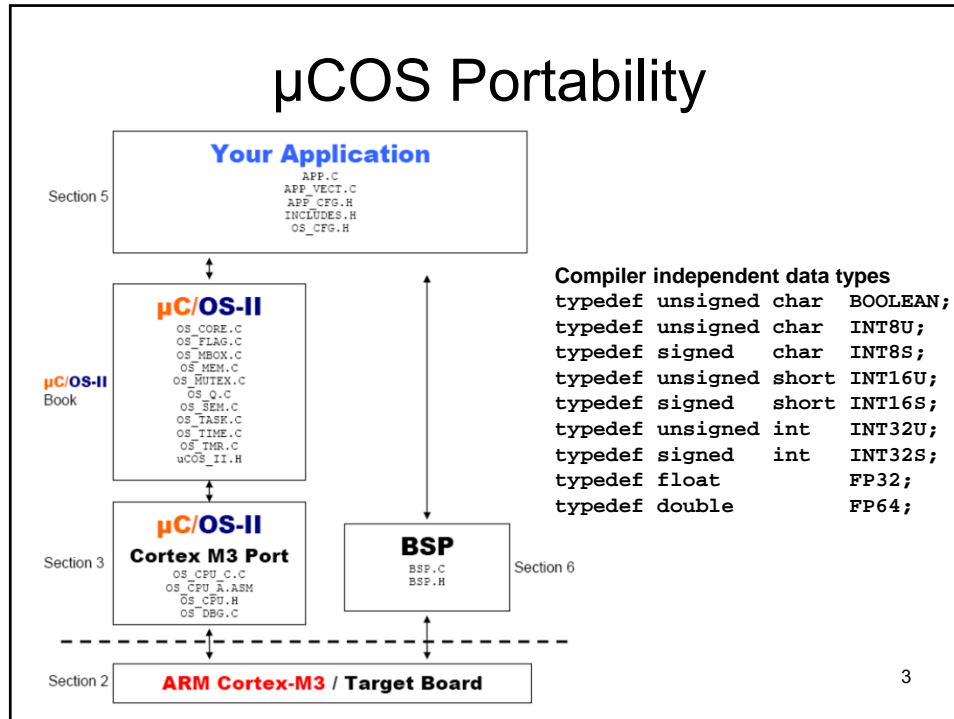 µCOS Portability
Section 5
Your Application
APP.C
APP_VECT.C
APP_CFG.H
INCLUDES.H
OS_CFG.H
µC/OS-II
Book
µC/OS-II
OS_CORE.C
OS_FLAG.C
OS_MBOX.C
OS_MEM.C
OS_MUTEX.C
OS_Q.C
OS_SEM.C
OS_TASK.C
OS_TIME.C
OS_TMR.C
uCOS_II.H
Compiler independent data types
typedef unsigned char  BOOLEAN;
typedef unsigned char  INT8U;
typedef signed   char  INT8S;
typedef unsigned short INT16U;
typedef signed   short INT16S;
typedef unsigned int   INT32U;
typedef signed   int   INT32S;
typedef float          FP32;
typedef double         FP64;
Section 3
µC/OS-II
Cortex M3 Port
OS_CPU_C.C
OS_CPU_A.ASM
OS_CPU.H
OS_DBG.C
BSP
BSP.C
BSP.H
Section 6
Section 2
ARM Cortex-M3 / Target Board
3